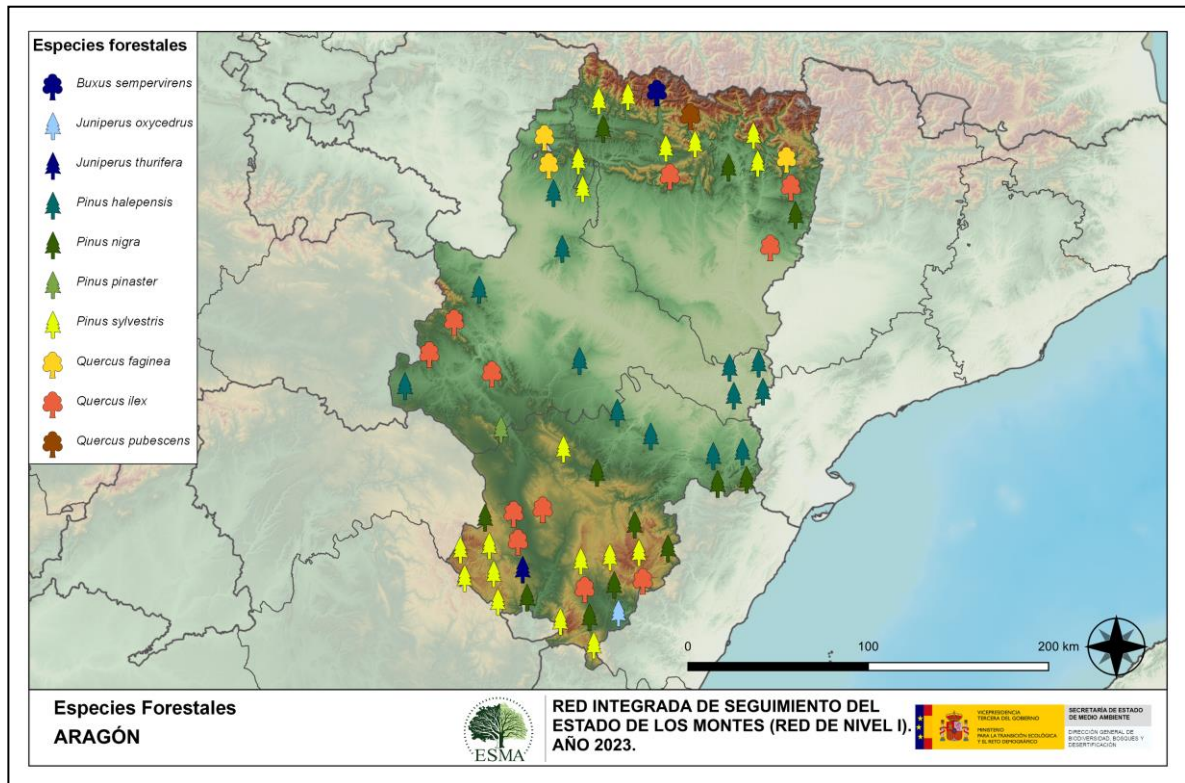 Especies forestales
Buxus sempervirens
Juniperus oxycedrus
Juniperus thurifera
Pinus halepensis
Pinus nigra
Pinus pinaster
Pinus sylvestris
Quercus faginea
Quercus ilex
Quercus pubescens
0 100 200 km
Especies Forestales
ARAGÓN
ESMA
RED INTEGRADA DE SEGUIMIENTO DEL
ESTADO DE LOS MONTES (RED DE NIVEL I).
AÑO 2023.
VICEPRESIDENCIA
TERCERA DEL GOBIERNO
MINISTERIO
PARA LA TRANSICIÓN ECOLÓGICA
Y EL RETO DEMOGRÁFICO
SECRETARÍA DE ESTADO
DE MEDIO AMBIENTE
DIRECCIÓN GENERAL DE
BIODIVERSIDAD, BOSQUES Y
DESERTIFICACIÓN